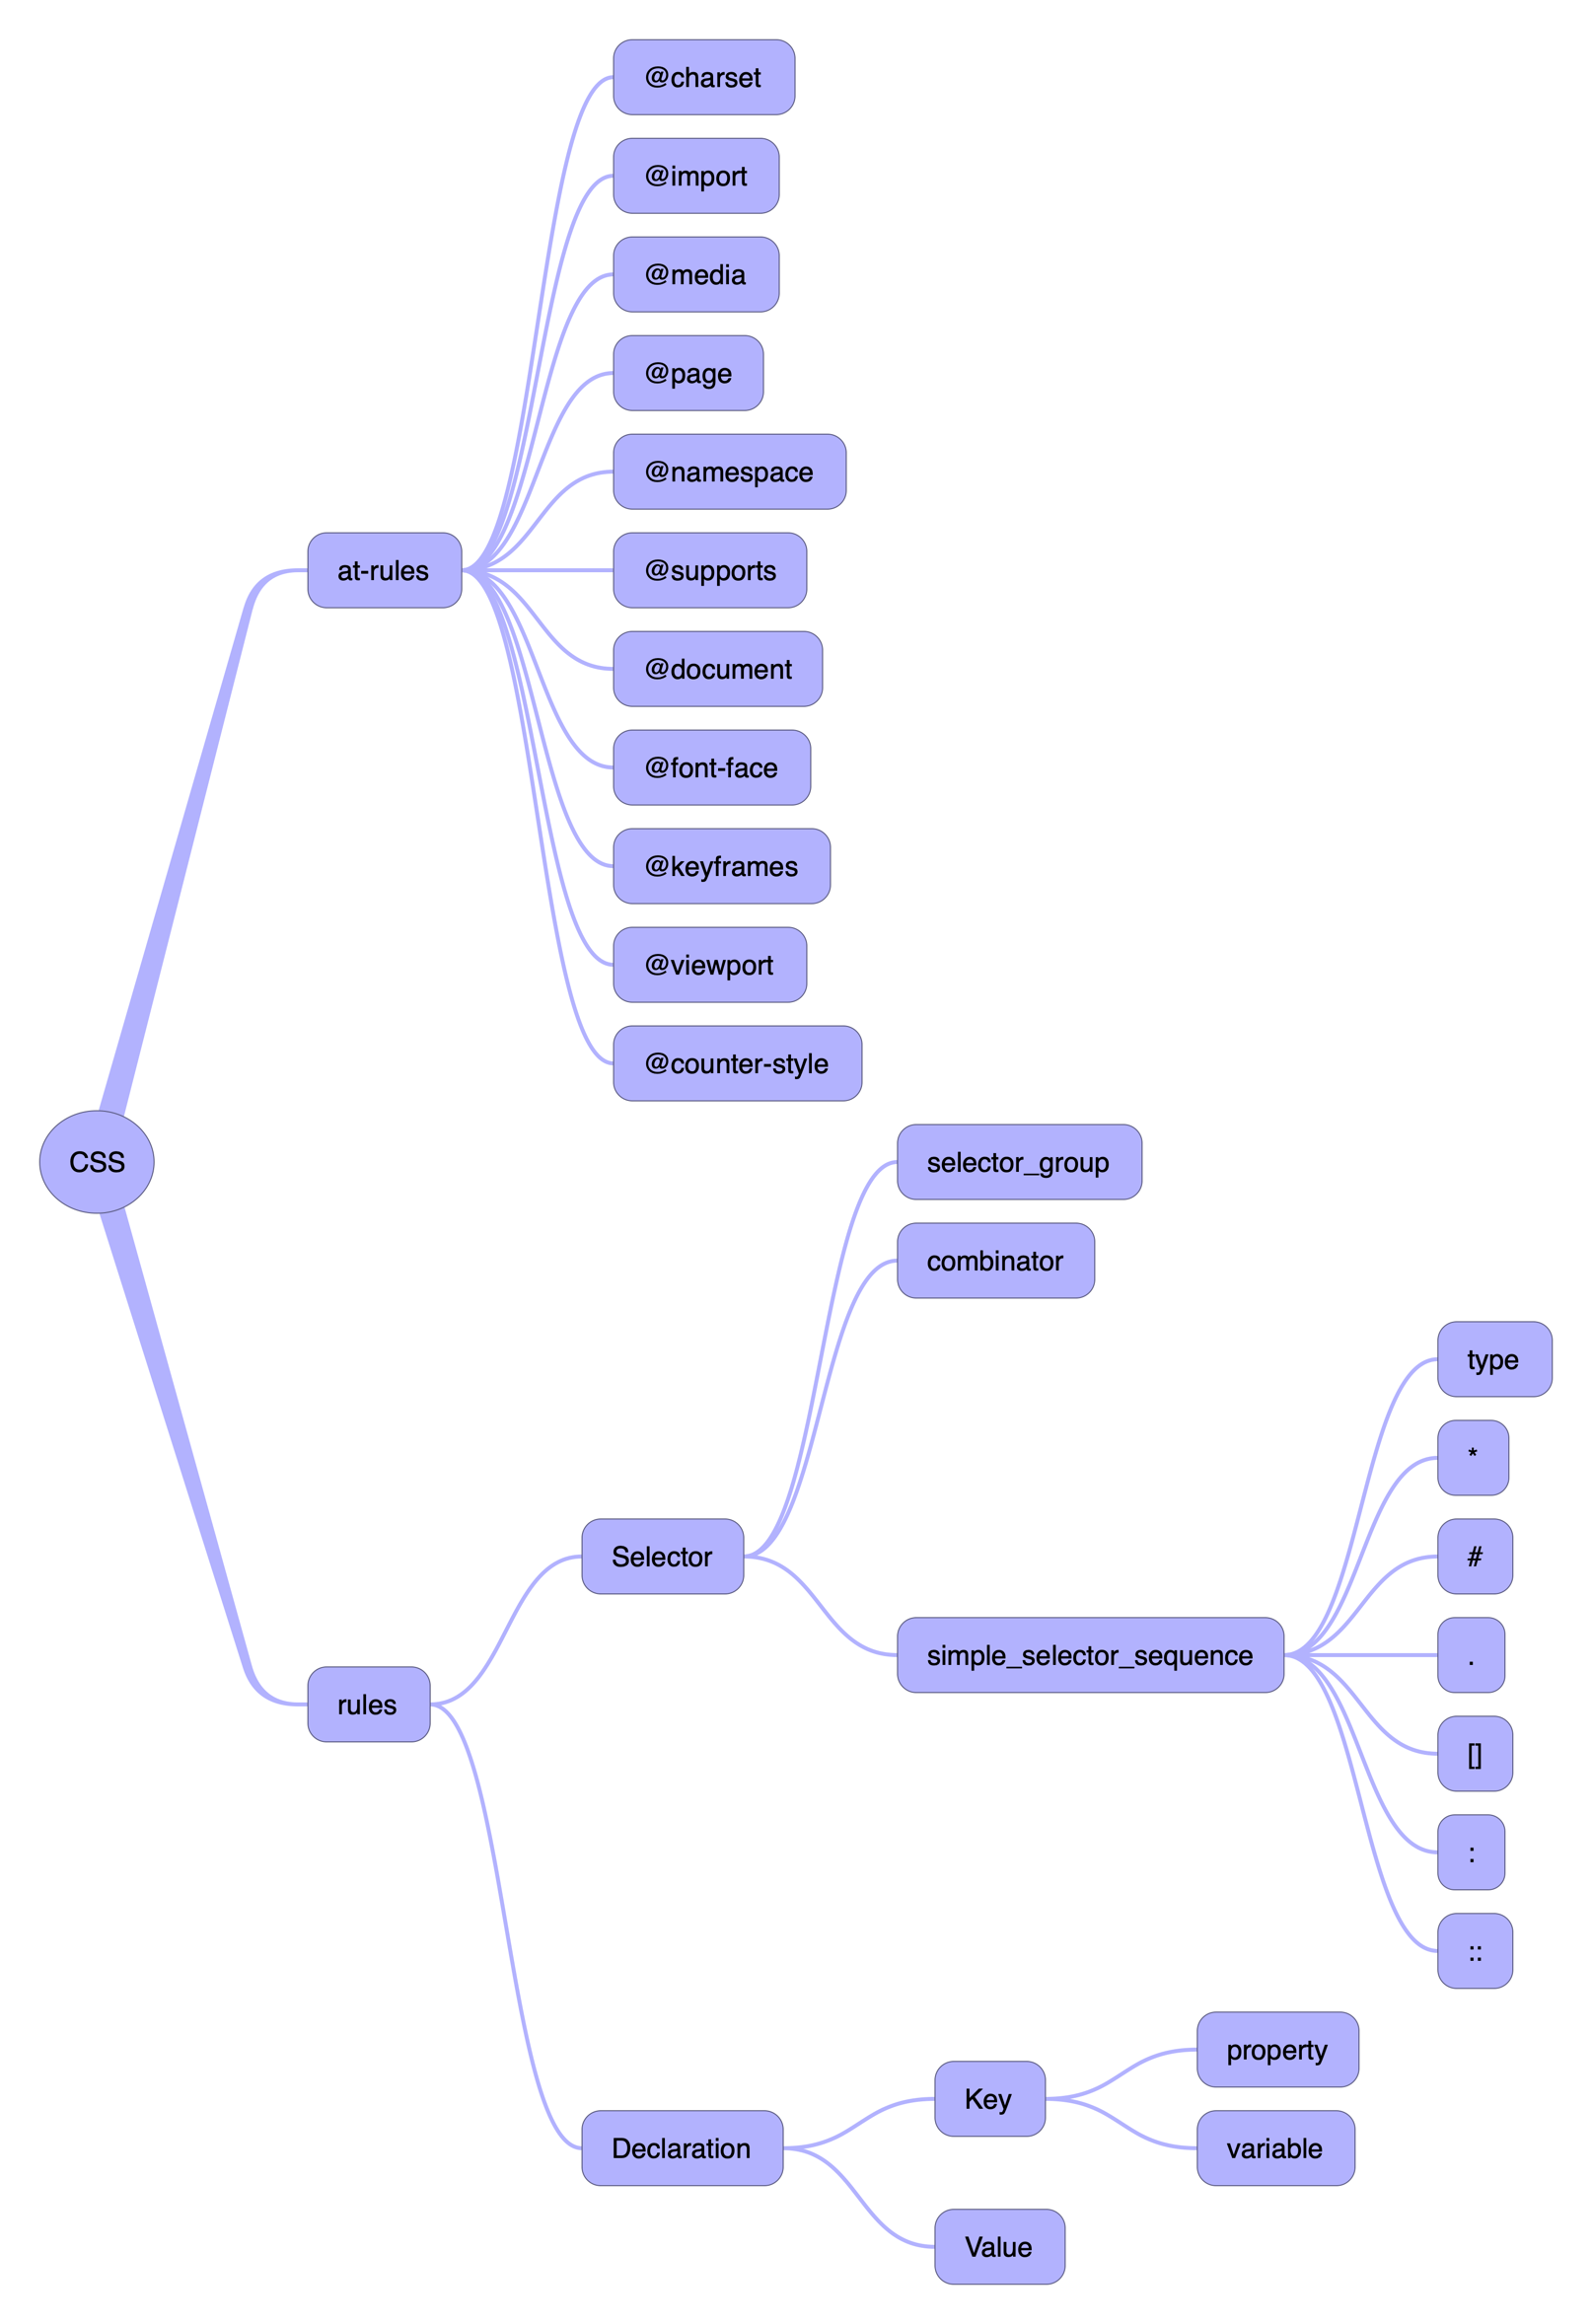 @charset
@import
@media
@page
@namespace
at-rules
@supports
@document
@font-face
@keyframes
@viewport
@counter-style
CSS
selector_group
combinator
type
*
Selector
#
simple_selector_sequence
.
rules
[]
:
::
property
Key
Declaration
variable
Value